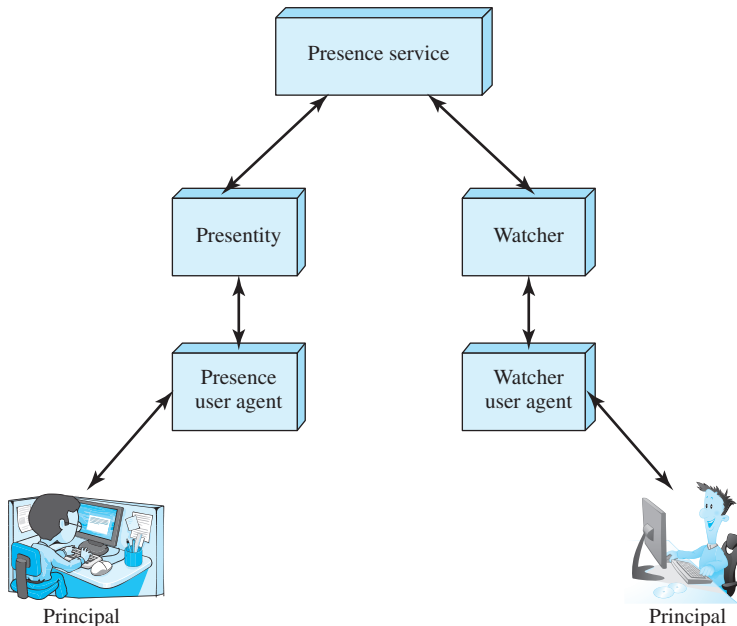 Presence service
Presentity
Watcher
Presence
user agent
Watcher
user agent
Principal
Principal